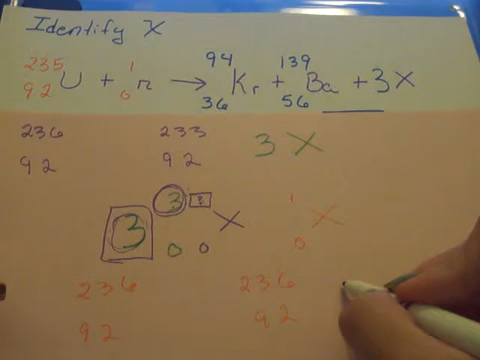 Identify X
235 1 94 139
U + n → Kr + Ba + 3X
92 0 36 56
236 233 3 X
92 92
3 3 ? X 1 X
0 0 0
236 236
92 92